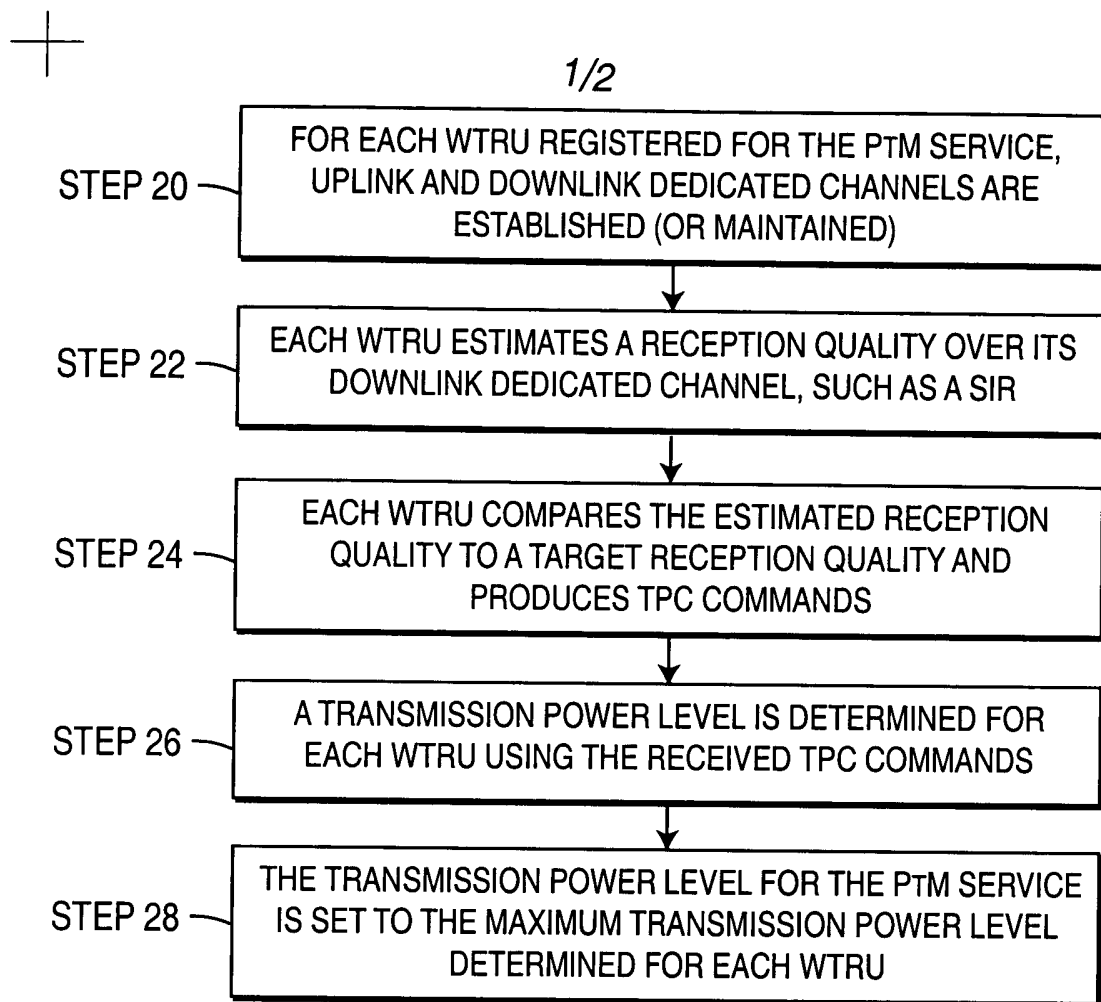 1/2
STEP 20
FOR EACH WTRU REGISTERED FOR THE PTM SERVICE,
UPLINK AND DOWNLINK DEDICATED CHANNELS ARE
ESTABLISHED (OR MAINTAINED)
STEP 22
EACH WTRU ESTIMATES A RECEPTION QUALITY OVER ITS
DOWNLINK DEDICATED CHANNEL, SUCH AS A SIR
STEP 24
EACH WTRU COMPARES THE ESTIMATED RECEPTION
QUALITY TO A TARGET RECEPTION QUALITY AND
PRODUCES TPC COMMANDS
STEP 26
A TRANSMISSION POWER LEVEL IS DETERMINED FOR
EACH WTRU USING THE RECEIVED TPC COMMANDS
STEP 28
THE TRANSMISSION POWER LEVEL FOR THE PTM SERVICE
IS SET TO THE MAXIMUM TRANSMISSION POWER LEVEL
DETERMINED FOR EACH WTRU